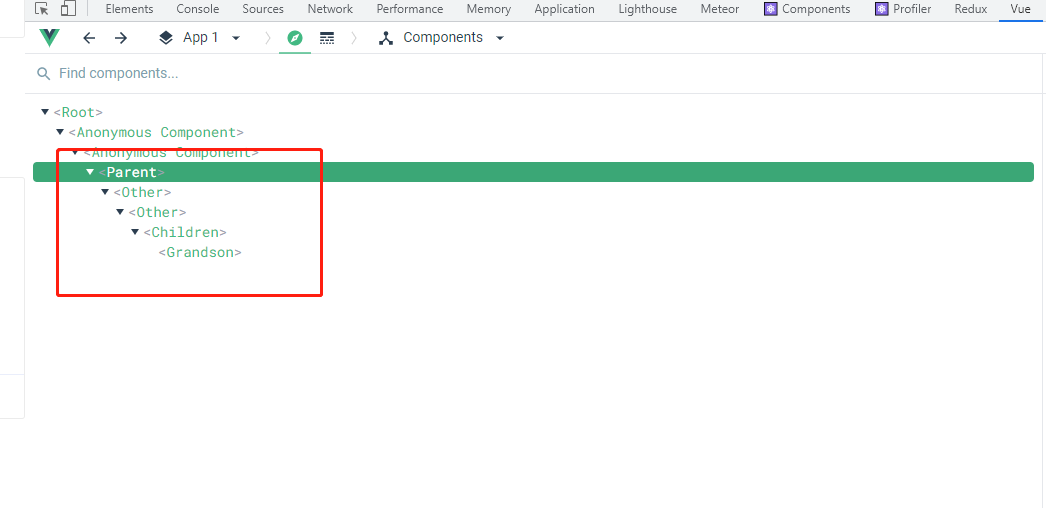 Elements Console Sources Network Performance Memory Application Lighthouse Meteor Components Profiler Redux Vue
App 1 Components
Find components...
<Root>
<Anonymous Component>
<Anonymous Component>
<Parent>
<Other>
<Other>
<Children>
<Grandson>